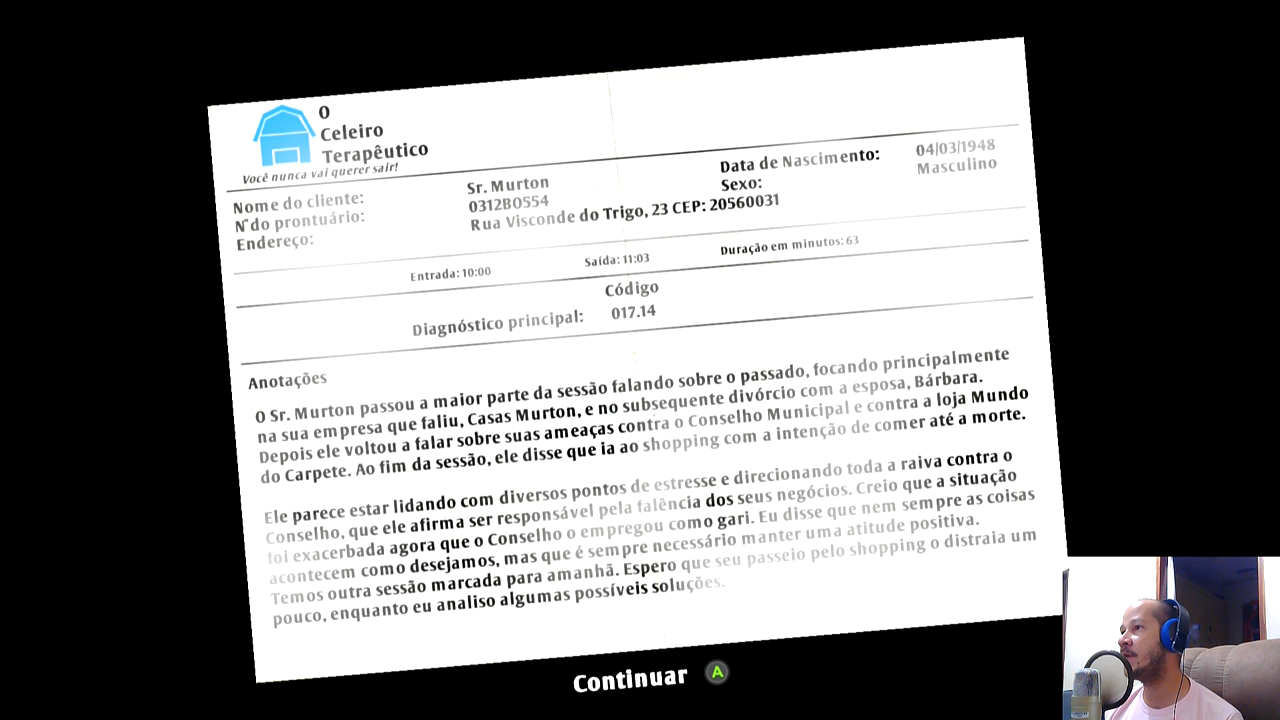 O
Celeiro
Terapêutico
Você nunca vai querer sair!
Nome do cliente: Sr. Murton Data de Nascimento: 04/03/1948
N°do prontuário: 0312B0554 Sexo: Masculino
Endereço: Rua Visconde do Trigo, 23 CEP: 20560031
Entrada: 10:00 Saída: 11:03 Duração em minutos: 63
Código
Diagnóstico principal: 017.14
Anotações
O Sr. Murton passou a maior parte da sessão falando sobre o passado, focando principalmente
na sua empresa que faliu, Casas Murton, e no subsequente divórcio com a esposa, Bárbara.
Depois ele voltou a falar sobre suas ameaças contra o Conselho Municipal e contra a loja Mundo
do Carpete. Ao fim da sessão, ele disse que ia ao shopping com a intenção de comer até a morte.
Ele parece estar lidando com diversos pontos de estresse e direcionando toda a raiva contra o
Conselho, que ele afirma ser responsável pela falência dos seus negócios. Creio que a situação
foi exacerbada agora que o Conselho o empregou como gari. Eu disse que nem sempre as coisas
acontecem como desejamos, mas que é sempre necessário manter uma atitude positiva.
Temos outra sessão marcada para amanhã. Espero que seu passeio pelo shopping o distraia um
pouco, enquanto eu analiso algumas possíveis soluções.
Continuar A